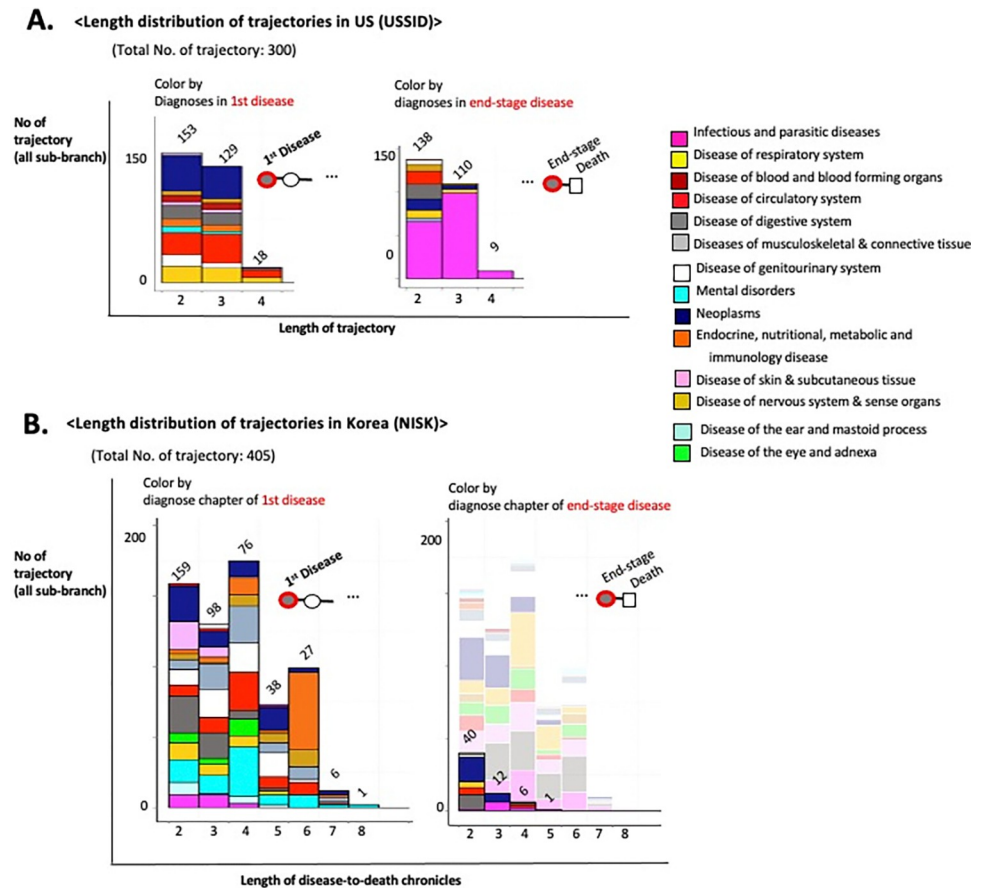 A. <Length distribution of trajectories in US (USSID)>
(Total No. of trajectory: 300)
Color by
Diagnoses in 1st disease
Color by
diagnoses in end-stage disease
No of
trajectory
(all sub-branch)
150
0
153
129
18
1st Disease
...
2 3 4
150
0
138
110
9
...
End-stage
Death
2 3 4
Length of trajectory
Infectious and parasitic diseases
Disease of respiratory system
Disease of blood and blood forming organs
Disease of circulatory system
Disease of digestive system
Diseases of musculoskeletal & connective tissue
Disease of genitourinary system
Mental disorders
Neoplasms
Endocrine, nutritional, metabolic and
immunology disease
Disease of skin & subcutaneous tissue
Disease of nervous system & sense organs
Disease of the ear and mastoid process
Disease of the eye and adnexa
B. <Length distribution of trajectories in Korea (NISK)>
(Total No. of trajectory: 405)
Color by
diagnose chapter of 1st disease
Color by
diagnose chapter of end-stage disease
No of
trajectory
(all sub-branch)
200
0
159
98
76
38
27
6
1
1st Disease
...
2 3 4 5 6 7 8
200
0
40
12
6
1
...
End-stage
Death
2 3 4 5 6 7 8
Length of disease-to-death chronicles